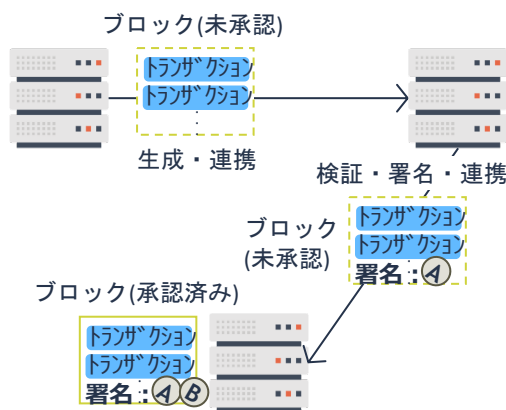 ブロック(未承認)
ﾄﾗﾝｻﾞｸｼｮﾝ
ﾄﾗﾝｻﾞｸｼｮﾝ
:
生成・連携
検証・署名・連携
ブロック
(未承認)
ﾄﾗﾝｻﾞｸｼｮﾝ
ﾄﾗﾝｻﾞｸｼｮﾝ
署名:A
ブロック(承認済み)
ﾄﾗﾝｻﾞｸｼｮﾝ
ﾄﾗﾝｻﾞｸｼｮﾝ
署名:AB